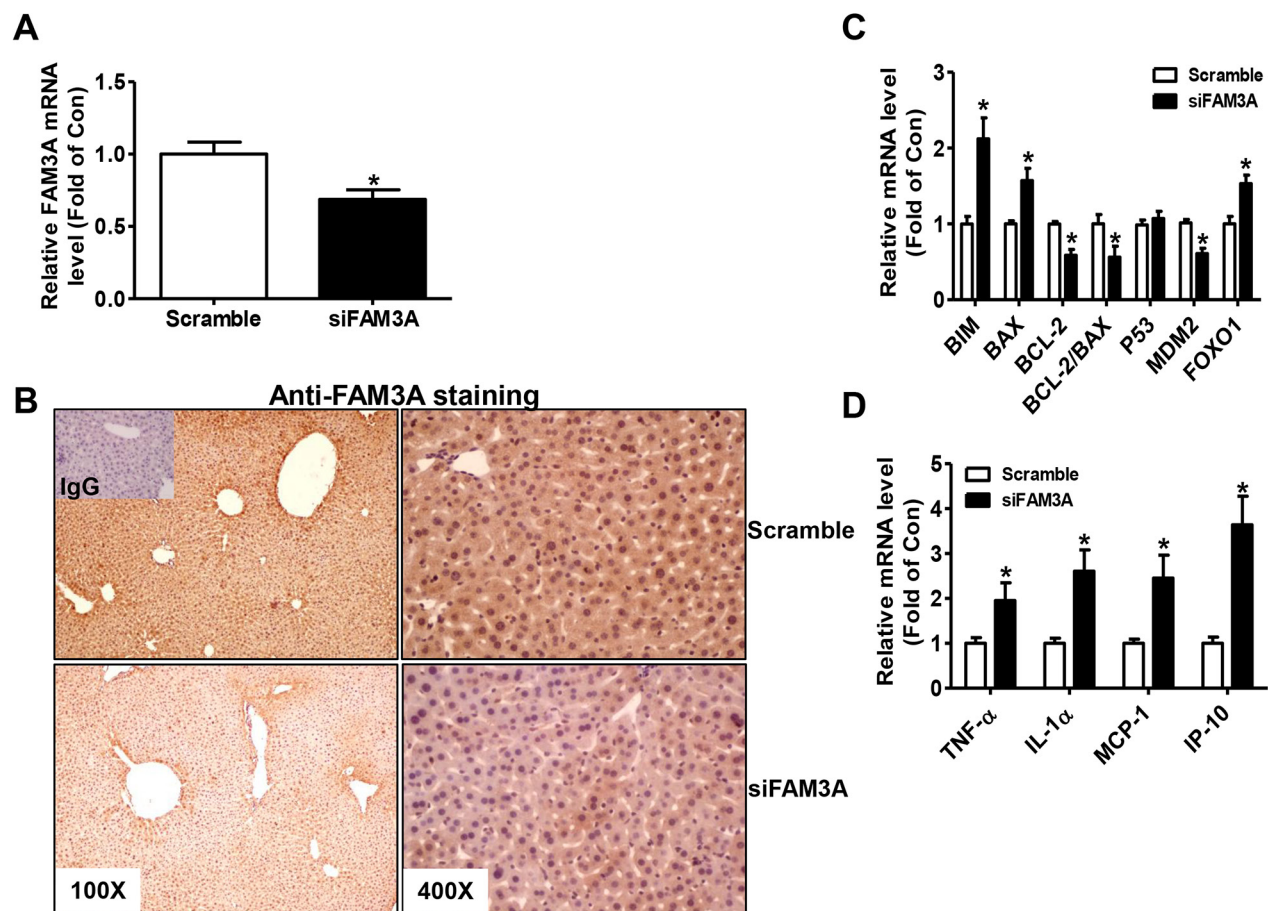 A
Relative FAM3A mRNA
level (Fold of Con)
1.5
1.0
0.5
0.0
*
Scramble
siFAM3A
B
Anti-FAM3A staining
IgG
Scramble
siFAM3A
100X
400X
C
Relative mRNA level
(Fold of Con)
3
2
1
0
Scramble
siFAM3A
*
*
*
*
*
*
BIM
BAX
BCL-2
BCL-2/BAX
P53
MDM2
FOXO1
D
Relative mRNA level
(Fold of Con)
5
4
3
2
1
0
Scramble
siFAM3A
*
*
*
*
TNF-α
IL-1α
MCP-1
IP-10